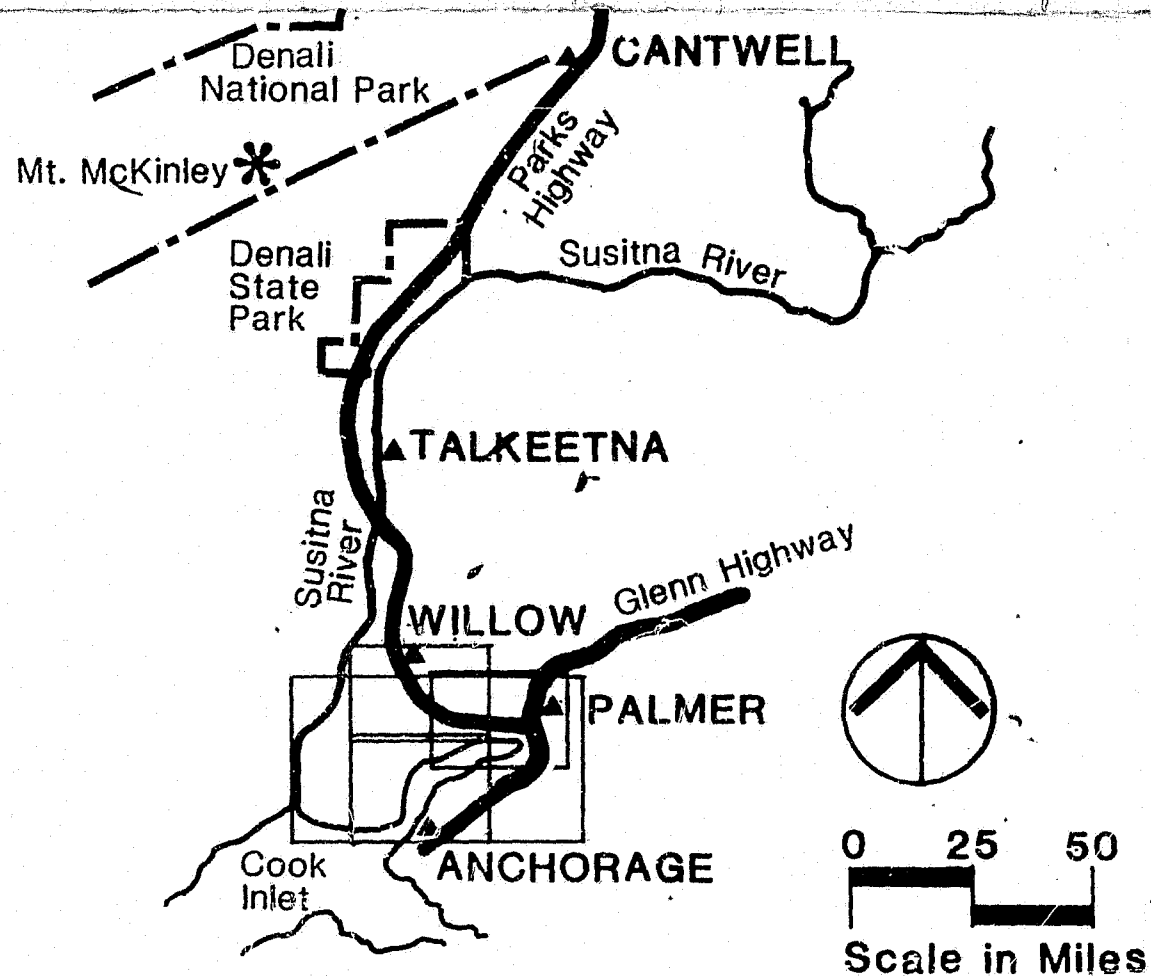 Denali
National Park
CANTWELL
Mt. McKinley
Parks
Highway
Denali
State
Park
Susitna River
TALKEETNA
Susitna
River
Glenn Highway
WILLOW
PALMER
ANCHORAGE
Cook
Inlet
0 25 50
Scale in Miles